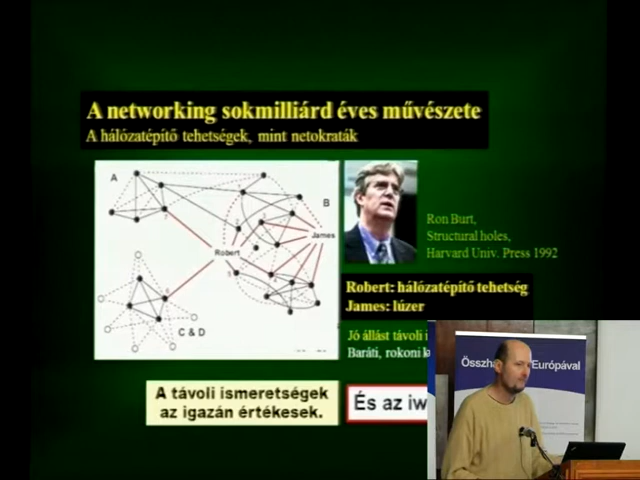 A networking sokmilliárd éves művészete
A hálózatépítő tehetségek, mint netokraták
A
B
James
Robert
C & D
Ron Burt,
Structural holes,
Harvard Univ. Press 1992
Robert: hálózatépítő tehetség
James: lúzer
Jó állást távoli i
Baráti, rokoni la
A távoli ismeretségek
az igazán értékesek.
És az iw
Összh Európával